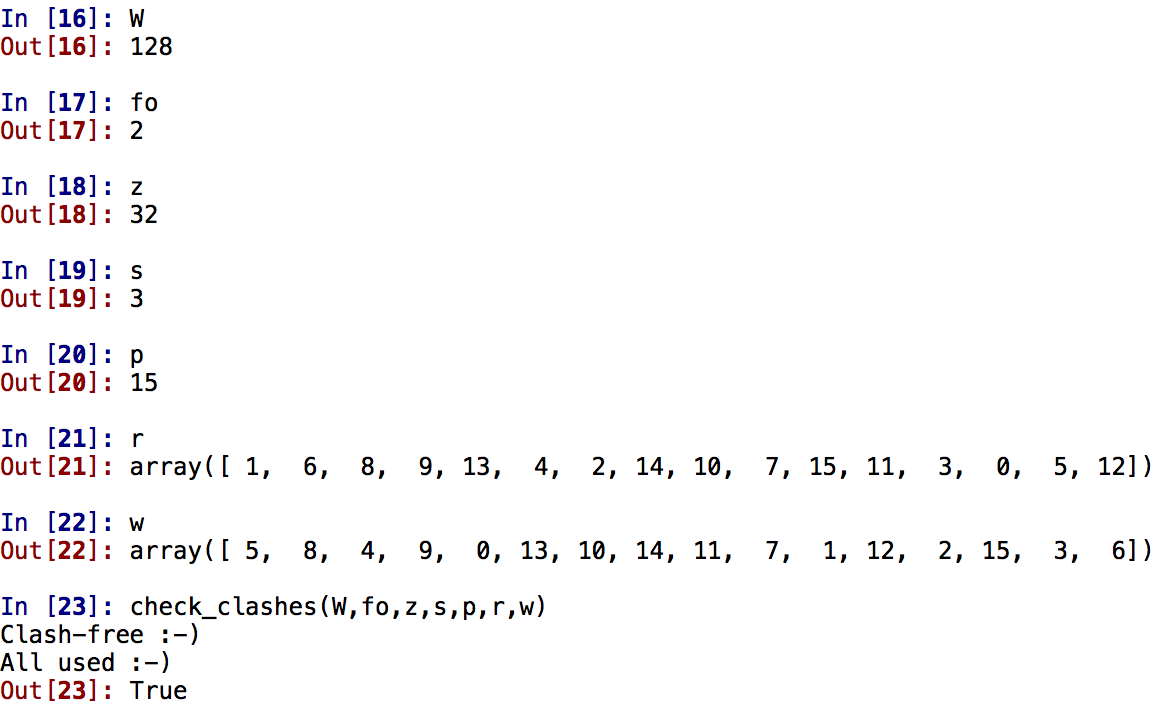 In [16]: W
Out[16]: 128
In [17]: fo
Out[17]: 2
In [18]: z
Out[18]: 32
In [19]: s
Out[19]: 3
In [20]: p
Out[20]: 15
In [21]: r
Out[21]: array([ 1,  6,  8,  9, 13,  4,  2, 14, 10,  7, 15, 11,  3,  0,  5, 12])
In [22]: w
Out[22]: array([ 5,  8,  4,  9,  0, 13, 10, 14, 11,  7,  1, 12,  2, 15,  3,  6])
In [23]: check_clashes(W,fo,z,s,p,r,w)
Clash-free :-)
All used :-)
Out[23]: True